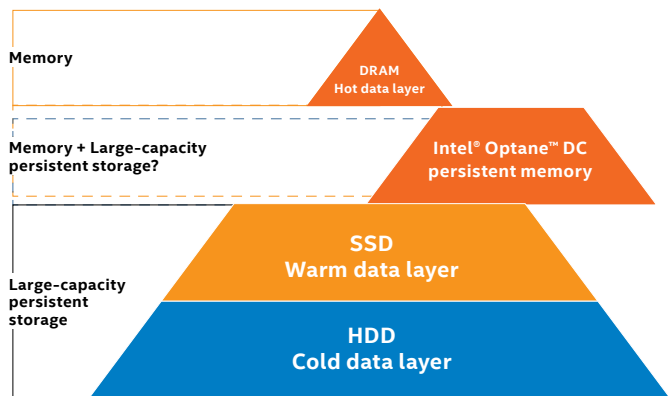 Memory
DRAM
Hot data layer
Memory + Large-capacity
persistent storage?
Intel® Optane™ DC
persistent memory
Large-capacity
persistent
storage
SSD
Warm data layer
HDD
Cold data layer